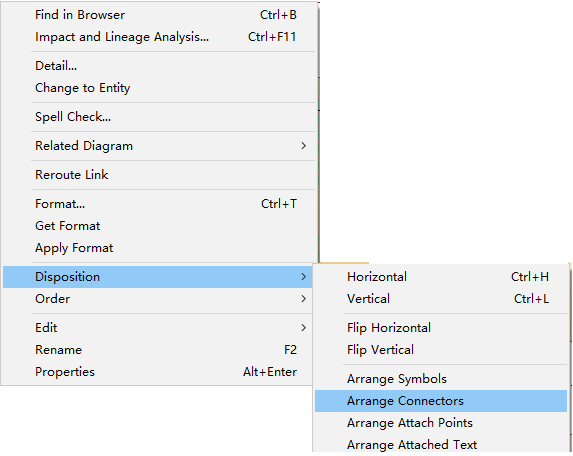 Find in Browser Ctrl+B
Impact and Lineage Analysis... Ctrl+F11
Detail...
Change to Entity
Spell Check...
Related Diagram
Reroute Link
Format... Ctrl+T
Get Format
Apply Format
Disposition
Order
Edit
Rename F2
Properties Alt+Enter
Horizontal Ctrl+H
Vertical Ctrl+L
Flip Horizontal
Flip Vertical
Arrange Symbols
Arrange Connectors
Arrange Attach Points
Arrange Attached Text